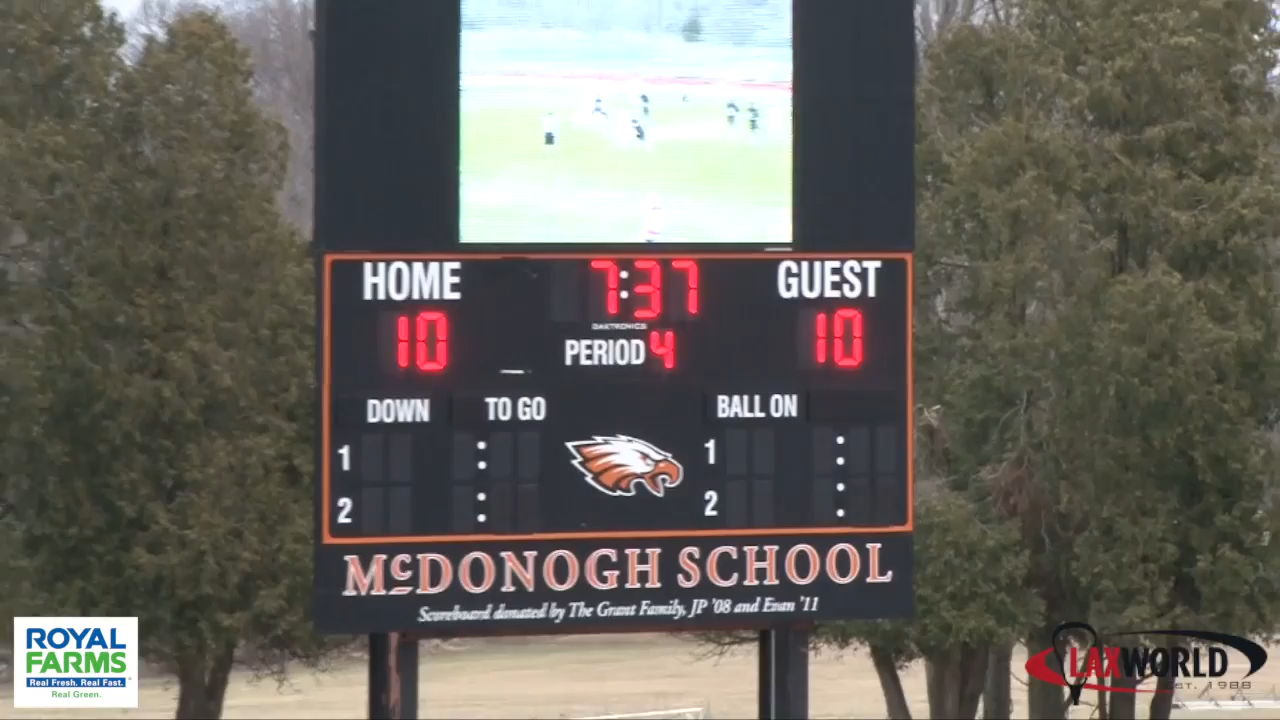 HOME 7:37 GUEST
10 DAKTRONICS 10
PERIOD 4
DOWN TO GO BALL ON
1 : 1 :
2 : 2 :
McDONOGH SCHOOL
Scoreboard donated by The Grant Family, JP '08 and Evan '11
ROYAL
FARMS
Real Fresh. Real Fast.
Real Green.
LAXWORLD
EST. 1988